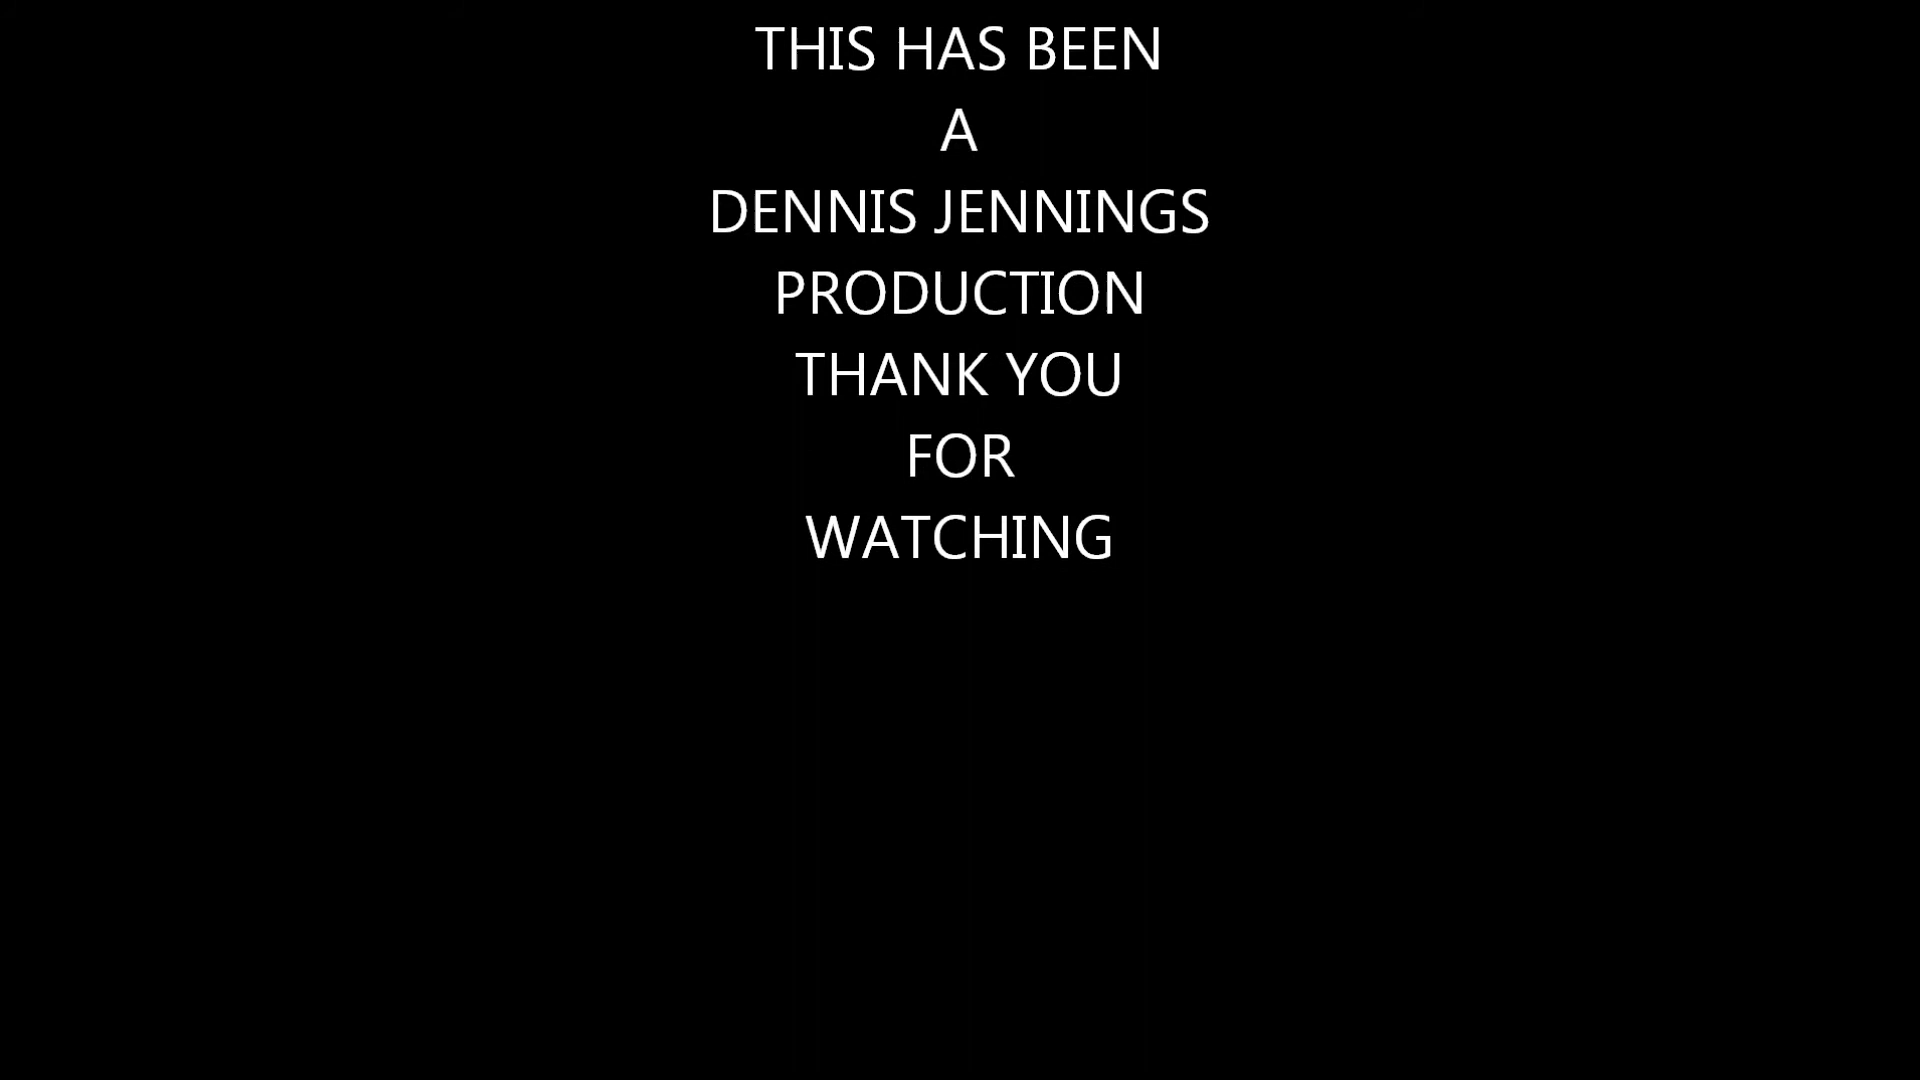 THIS HAS BEEN
A
DENNIS JENNINGS
PRODUCTION
THANK YOU
FOR
WATCHING